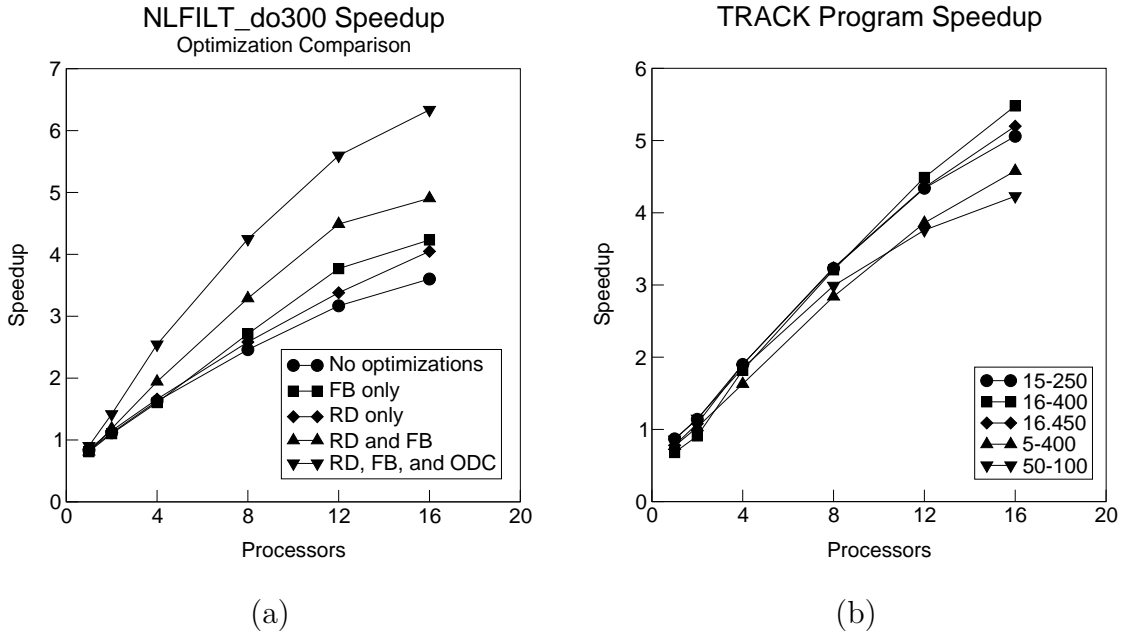 NLFILT_do300 Speedup
Optimization Comparison
7
6
5
4
3
2
1
0
Speedup
0 4 8 12 16 20
Processors
No optimizations
FB only
RD only
RD and FB
RD, FB, and ODC
(a)
TRACK Program Speedup
6
5
4
3
2
1
0
Speedup
0 4 8 12 16 20
Processors
15-250
16-400
16.450
5-400
50-100
(b)